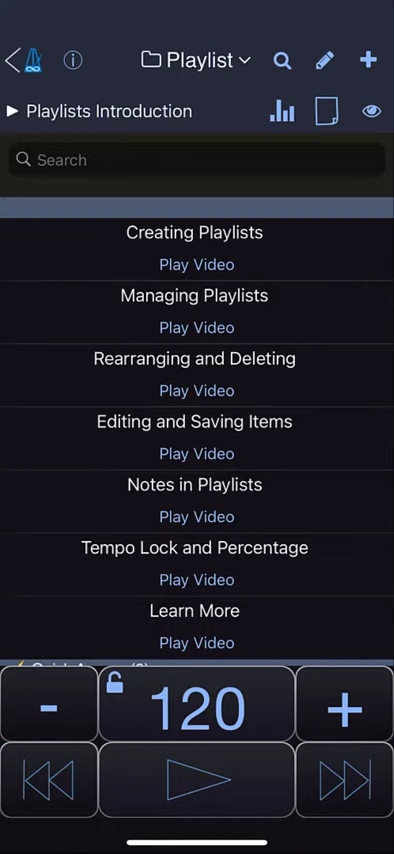 Playlist
Playlists Introduction
Search
Creating Playlists
Play Video
Managing Playlists
Play Video
Rearranging and Deleting
Play Video
Editing and Saving Items
Play Video
Notes in Playlists
Play Video
Tempo Lock and Percentage
Play Video
Learn More
Play Video
- 120 +